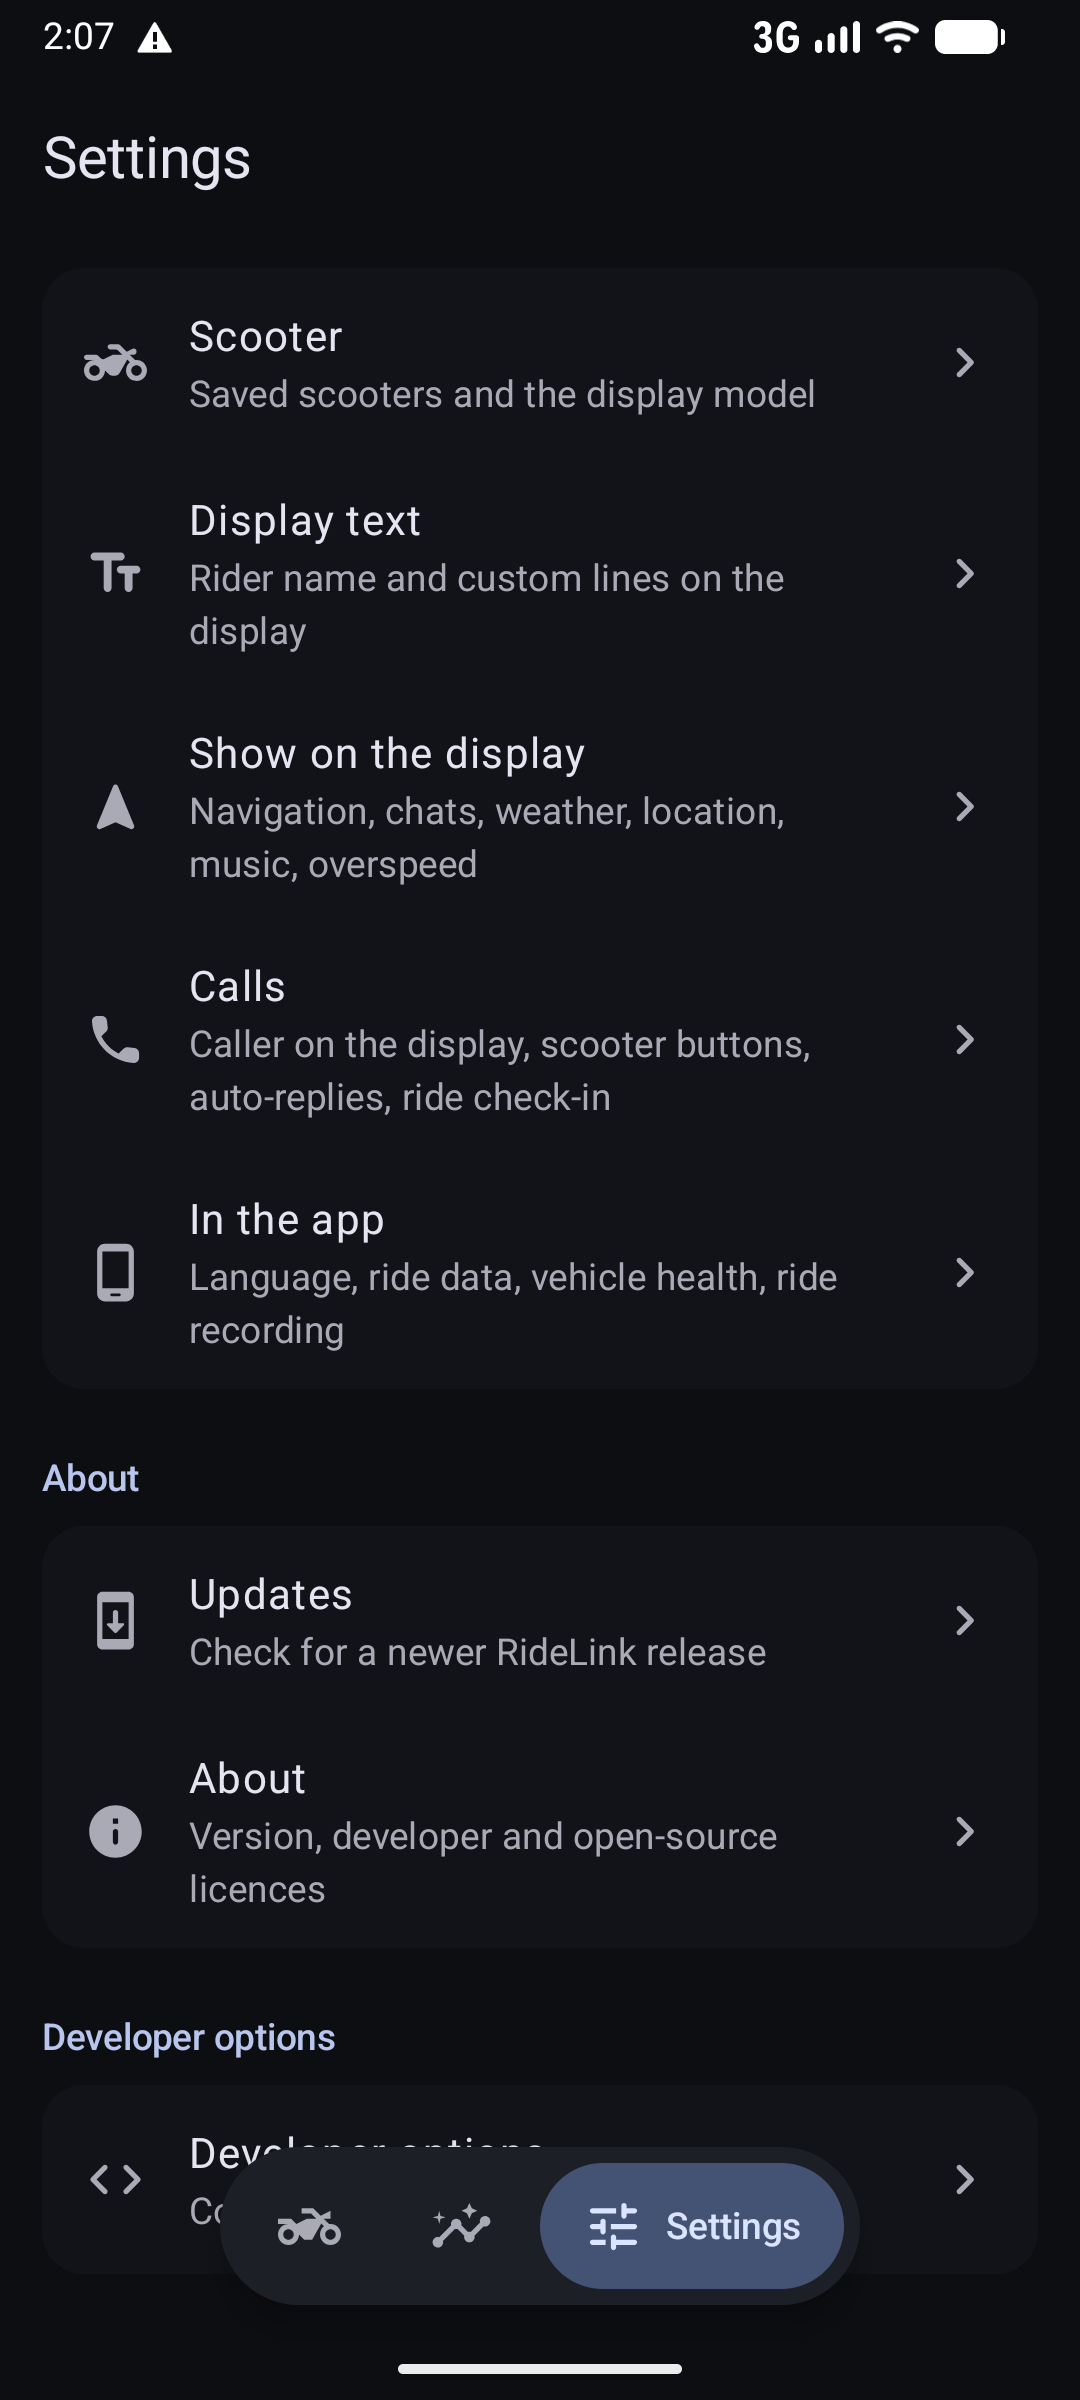 2:07
3G
Settings
Scooter
Saved scooters and the display model
Display text
Rider name and custom lines on the
display
Show on the display
Navigation, chats, weather, location,
music, overspeed
Calls
Caller on the display, scooter buttons,
auto-replies, ride check-in
In the app
Language, ride data, vehicle health, ride
recording
About
Updates
Check for a newer RideLink release
About
Version, developer and open-source
licences
Developer options
Developer options
Settings